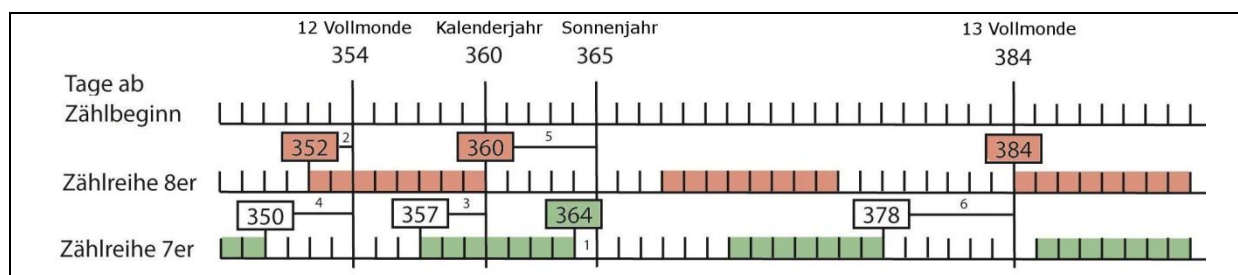 12 Vollmonde Kalenderjahr Sonnenjahr 13 Vollmonde
354 360 365 384
Tage ab
Zählbeginn
352 2 360 5 384
Zählreihe 8er
350 4 357 3 364 378 6
Zählreihe 7er 1